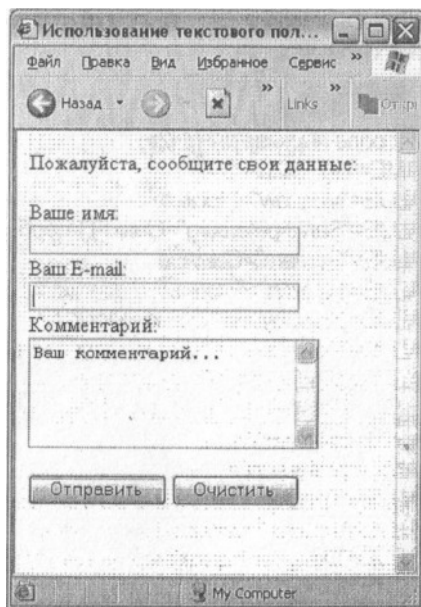 Использование текстового пол...
Файл Правка Вид Избранное Сервис »
Назад » Links » Откр
Пожалуйста, сообщите свои данные:
Ваше имя:
Ваш E-mail:
Комментарий:
Ваш комментарий...
Отправить Очистить
My Computer